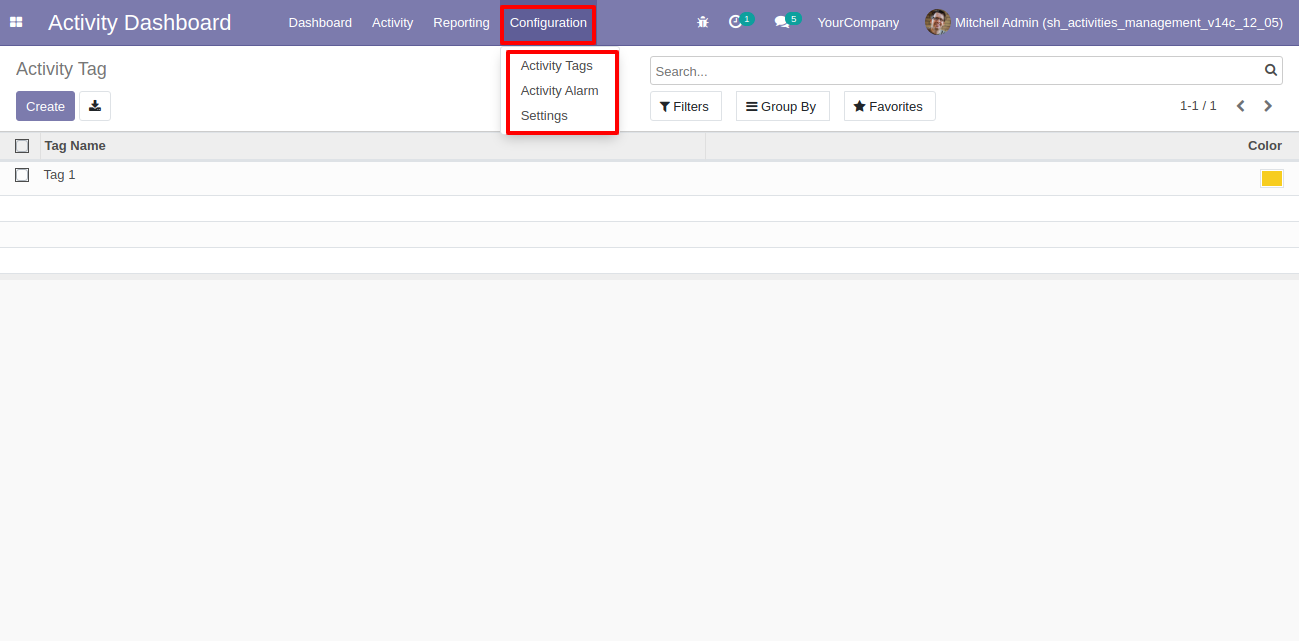 Activity Dashboard Dashboard Activity Reporting Configuration 1 5 YourCompany Mitchell Admin (sh_activities_management_v14c_12_05)
Activity Tag
Activity Tags
Search...
Activity Alarm
Create
Settings
Filters Group By Favorites 1-1 / 1
Tag Name Color
Tag 1